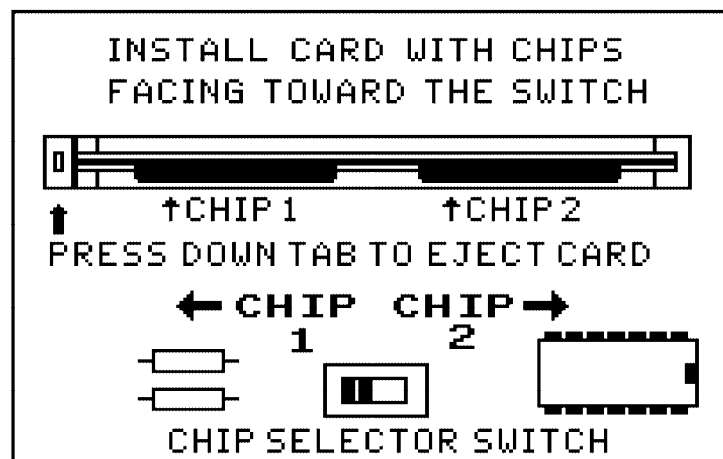 INSTALL CARD WITH CHIPS
FACING TOWARD THE SWITCH
↑CHIP 1 ↑CHIP 2
PRESS DOWN TAB TO EJECT CARD
←CHIP 1 CHIP 2→
CHIP SELECTOR SWITCH